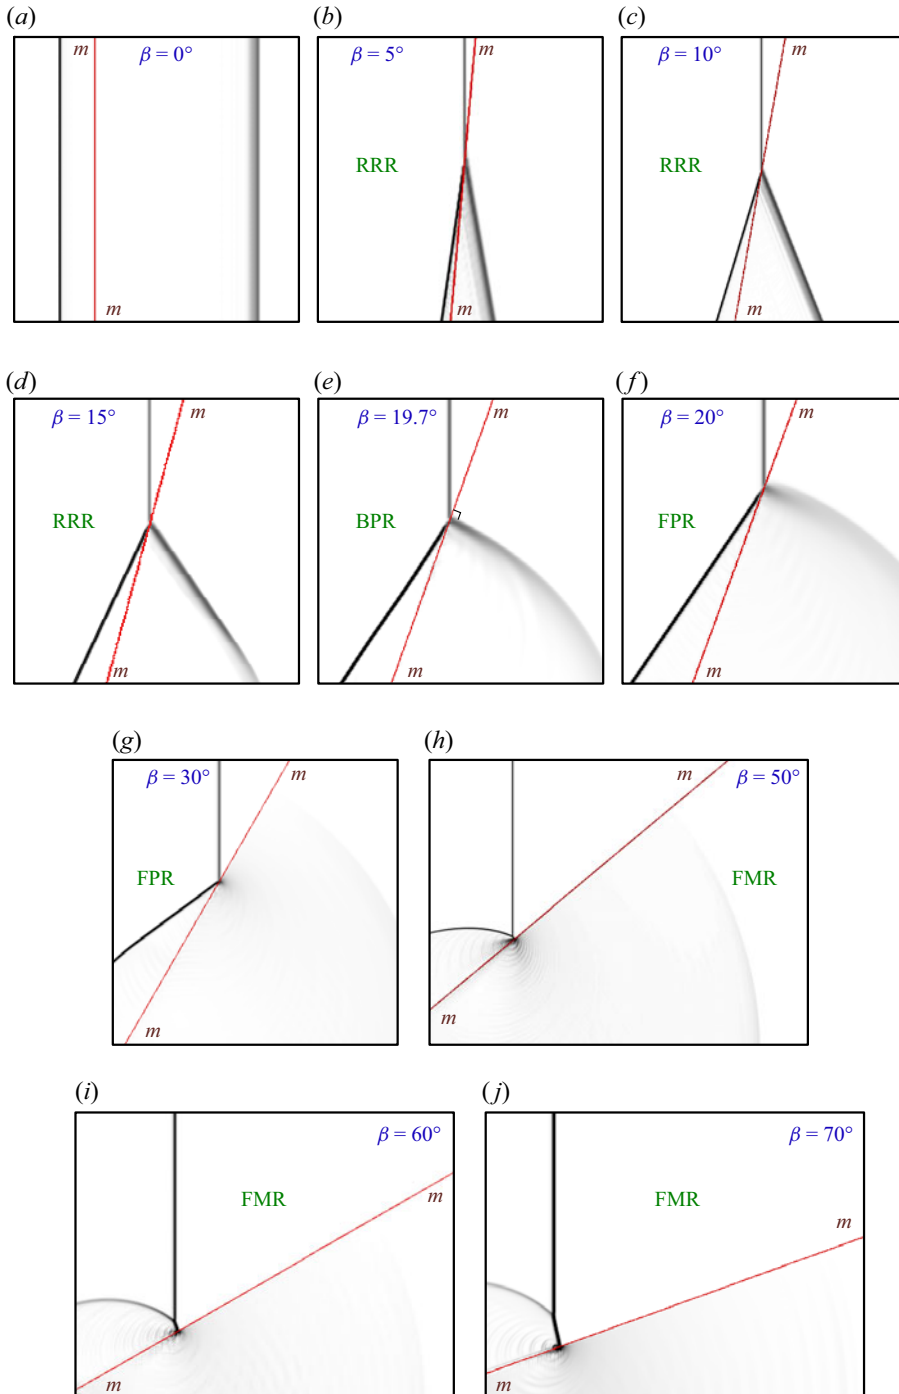 (a)
m
β = 0°
m
(b)
β = 5°
m
RRR
m
(c)
β = 10°
m
RRR
m
(d)
β = 15°
m
RRR
m
(e)
β = 19.7°
m
BPR
m
(f)
β = 20°
m
FPR
m
(g)
β = 30°
m
FPR
m
(h)
m
β = 50°
FMR
m
(i)
β = 60°
FMR
m
m
(j)
β = 70°
FMR
m
m